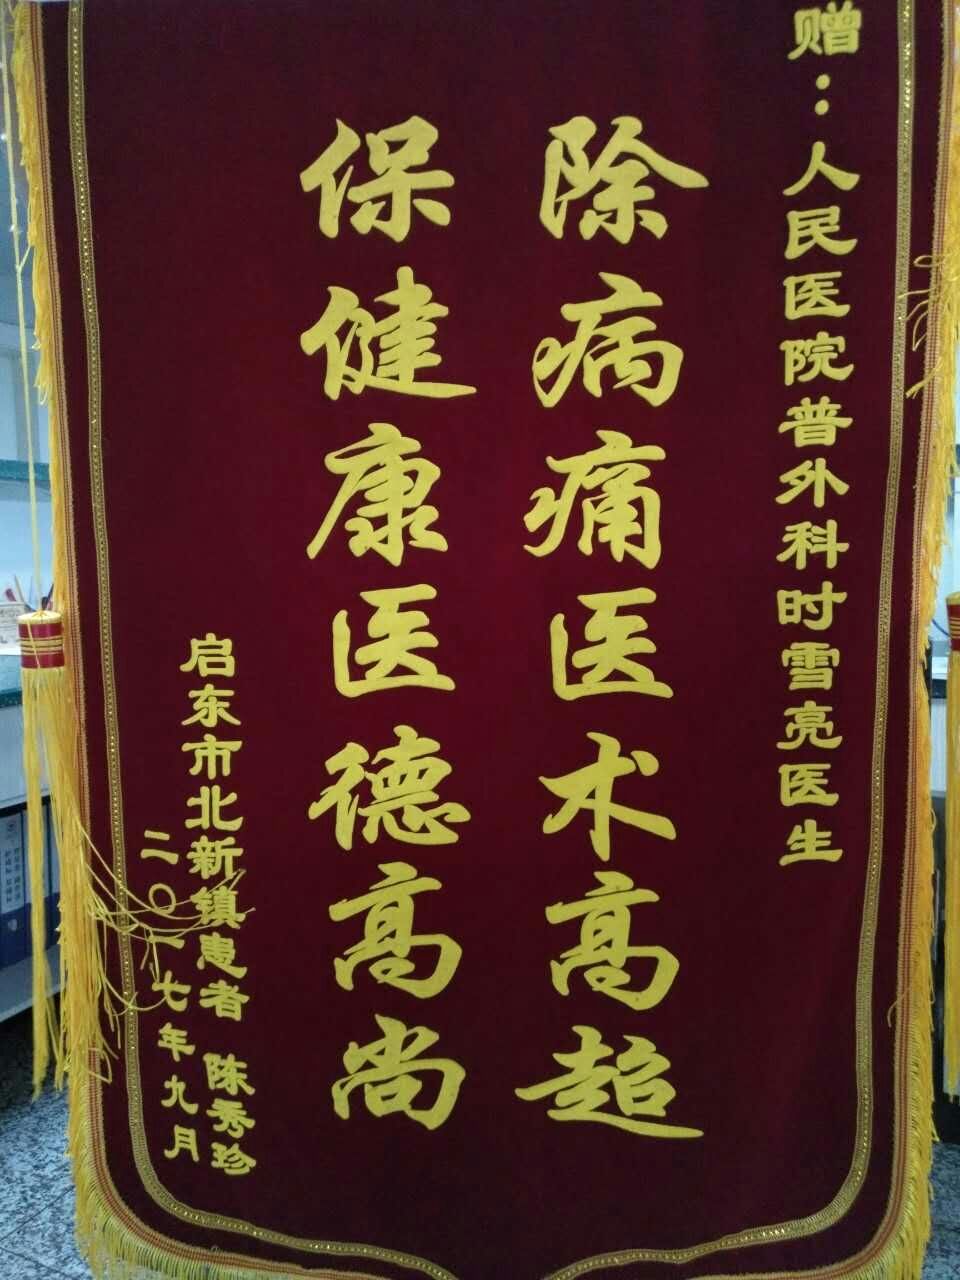 赠：人民医院普外科时雪亮医生
除病痛医术高超
保健康医德高尚
启东市北新镇患者 陈秀珍
二〇一七年九月